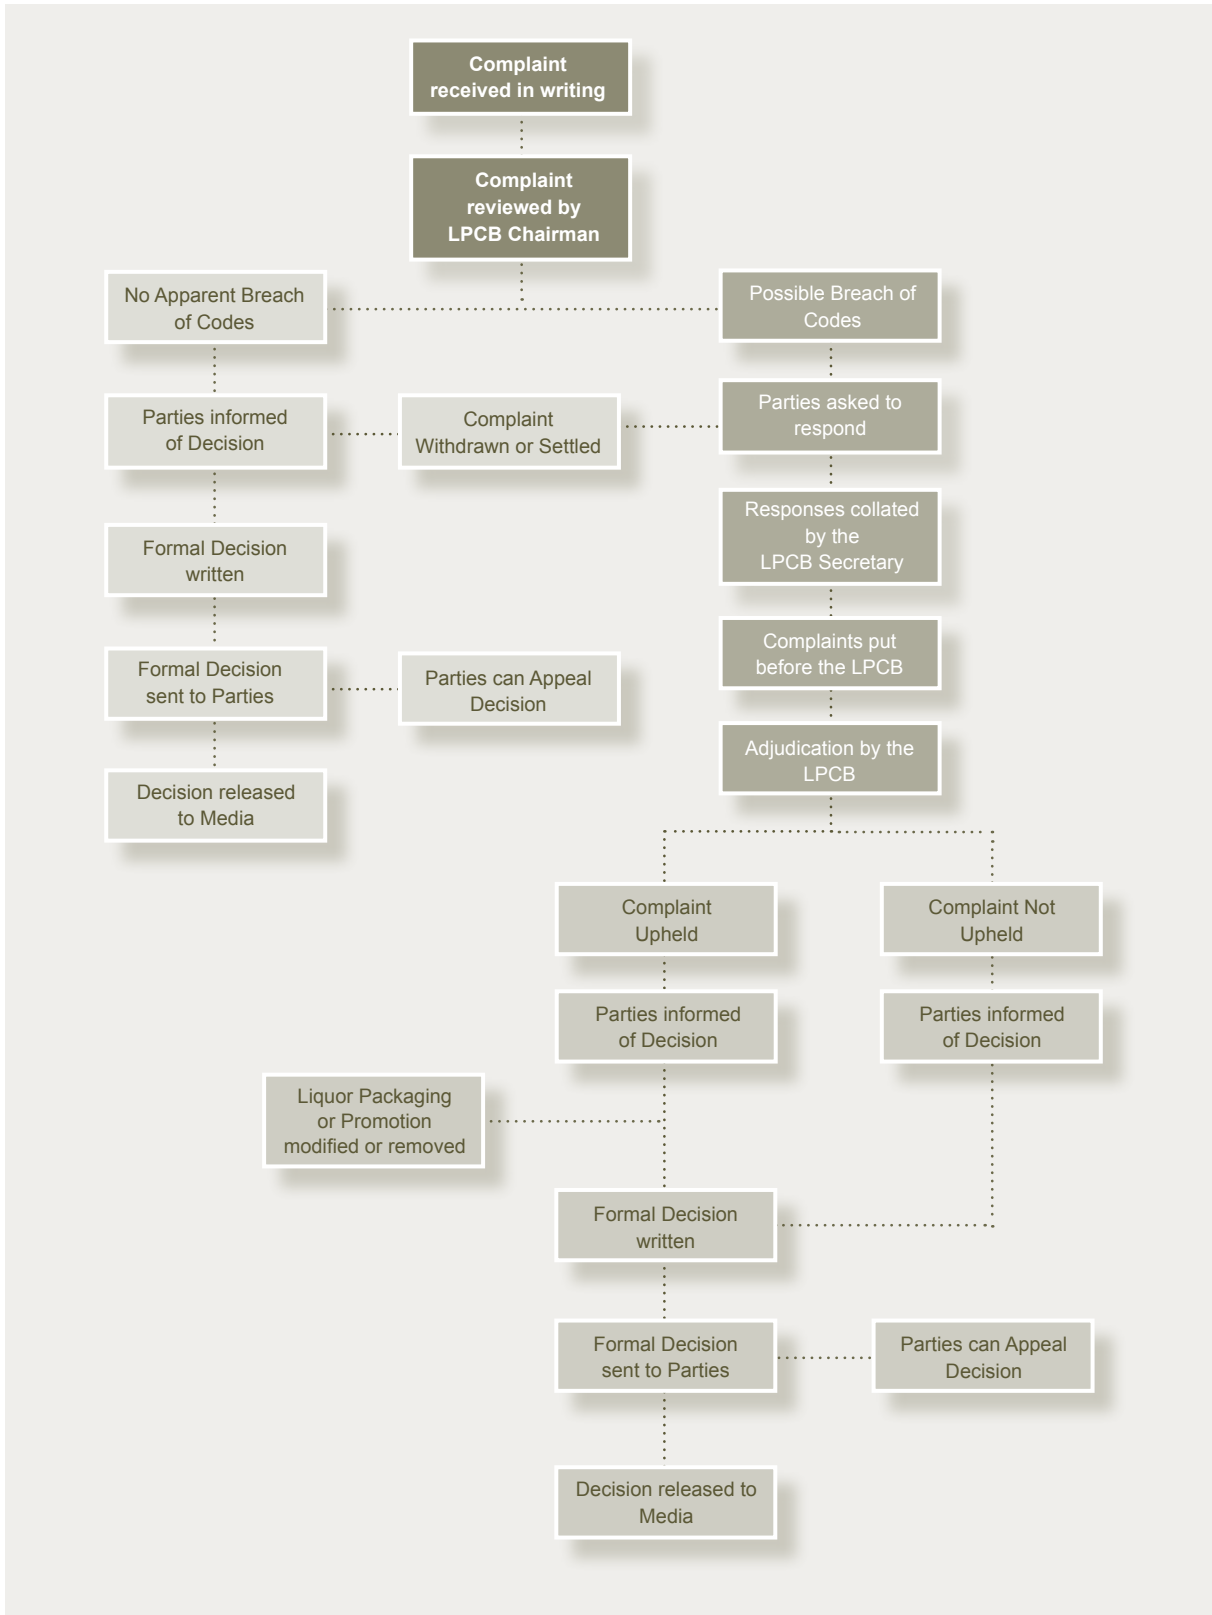 Complaint
received in writing
Complaint
reviewed by
LPCB Chairman
No Apparent Breach
of Codes
Possible Breach of
Codes
Parties informed
of Decision
Complaint
Withdrawn or Settled
Parties asked to
respond
Formal Decision
written
Responses collated
by the
LPCB Secretary
Formal Decision
sent to Parties
Parties can Appeal
Decision
Complaints put
before the LPCB
Decision released
to Media
Adjudication by the
LPCB
Complaint
Upheld
Complaint Not
Upheld
Parties informed
of Decision
Parties informed
of Decision
Liquor Packaging
or Promotion
modified or removed
Formal Decision
written
Formal Decision
sent to Parties
Parties can Appeal
Decision
Decision released to
Media